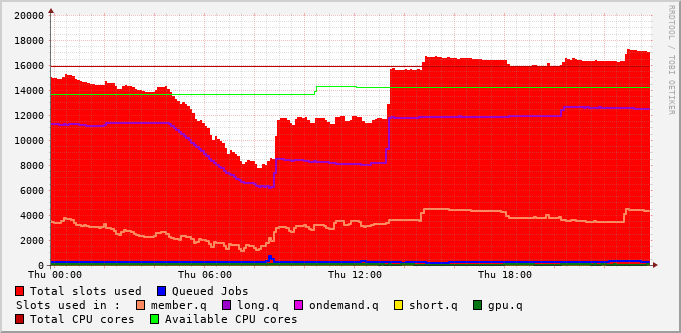 20000
18000
16000
14000
12000
10000
8000
6000
4000
2000
0
Thu 00:00 Thu 06:00 Thu 12:00 Thu 18:00
Total slots used Queued Jobs
Slots used in : member.q long.q ondemand.q short.q gpu.q
Total CPU cores Available CPU cores
RRDTOOL / TOBI OETIKER